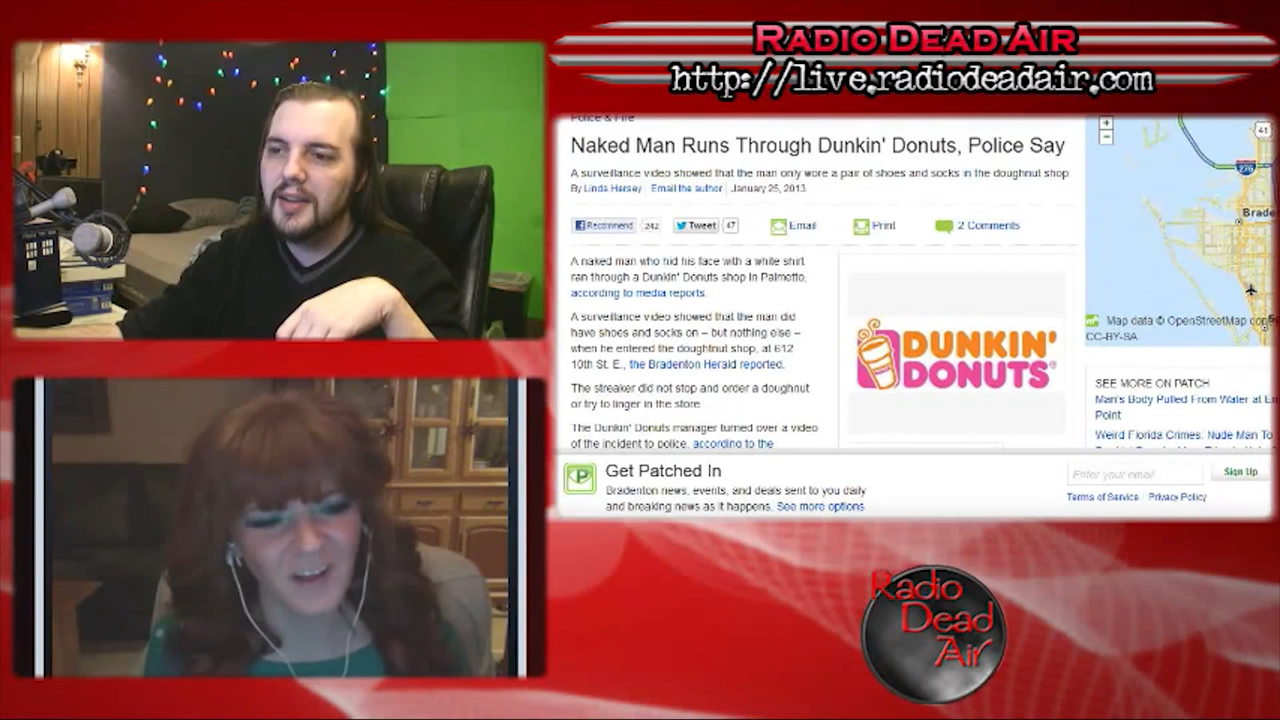 Radio Dead Air
http://live.radiodeadair.com
Police & Fire
Naked Man Runs Through Dunkin' Donuts, Police Say
A surveillance video showed that the man only wore a pair of shoes and socks in the doughnut shop.
By Linda Hersey Email the author January 25, 2013
Recommend 242 Tweet 47 Email Print 2 Comments
A naked man who hid his face with a white shirt
ran through a Dunkin' Donuts shop in Palmetto,
according to media reports.
A surveillance video showed that the man did
have shoes and socks on – but nothing else –
when he entered the doughtnut shop, at 612
10th St. E., the Bradenton Herald reported.
The streaker did not stop and order a doughnut
or try to linger in the store
The Dunkin' Donuts manager turned over a video
of the incident to police, according to the
DUNKIN'
DONUTS
+
−
41
276
Brade
Map data © OpenStreetMap
CC-BY-SA
SEE MORE ON PATCH
Man's Body Pulled From Water at
Point
Weird Florida Crimes: Nude Man To
Get Patched In
Bradenton news, events, and deals sent to you daily
and breaking news as it happens. See more options
Enter your email Sign Up
Terms of Service Privacy Policy
Radio
Dead
Air